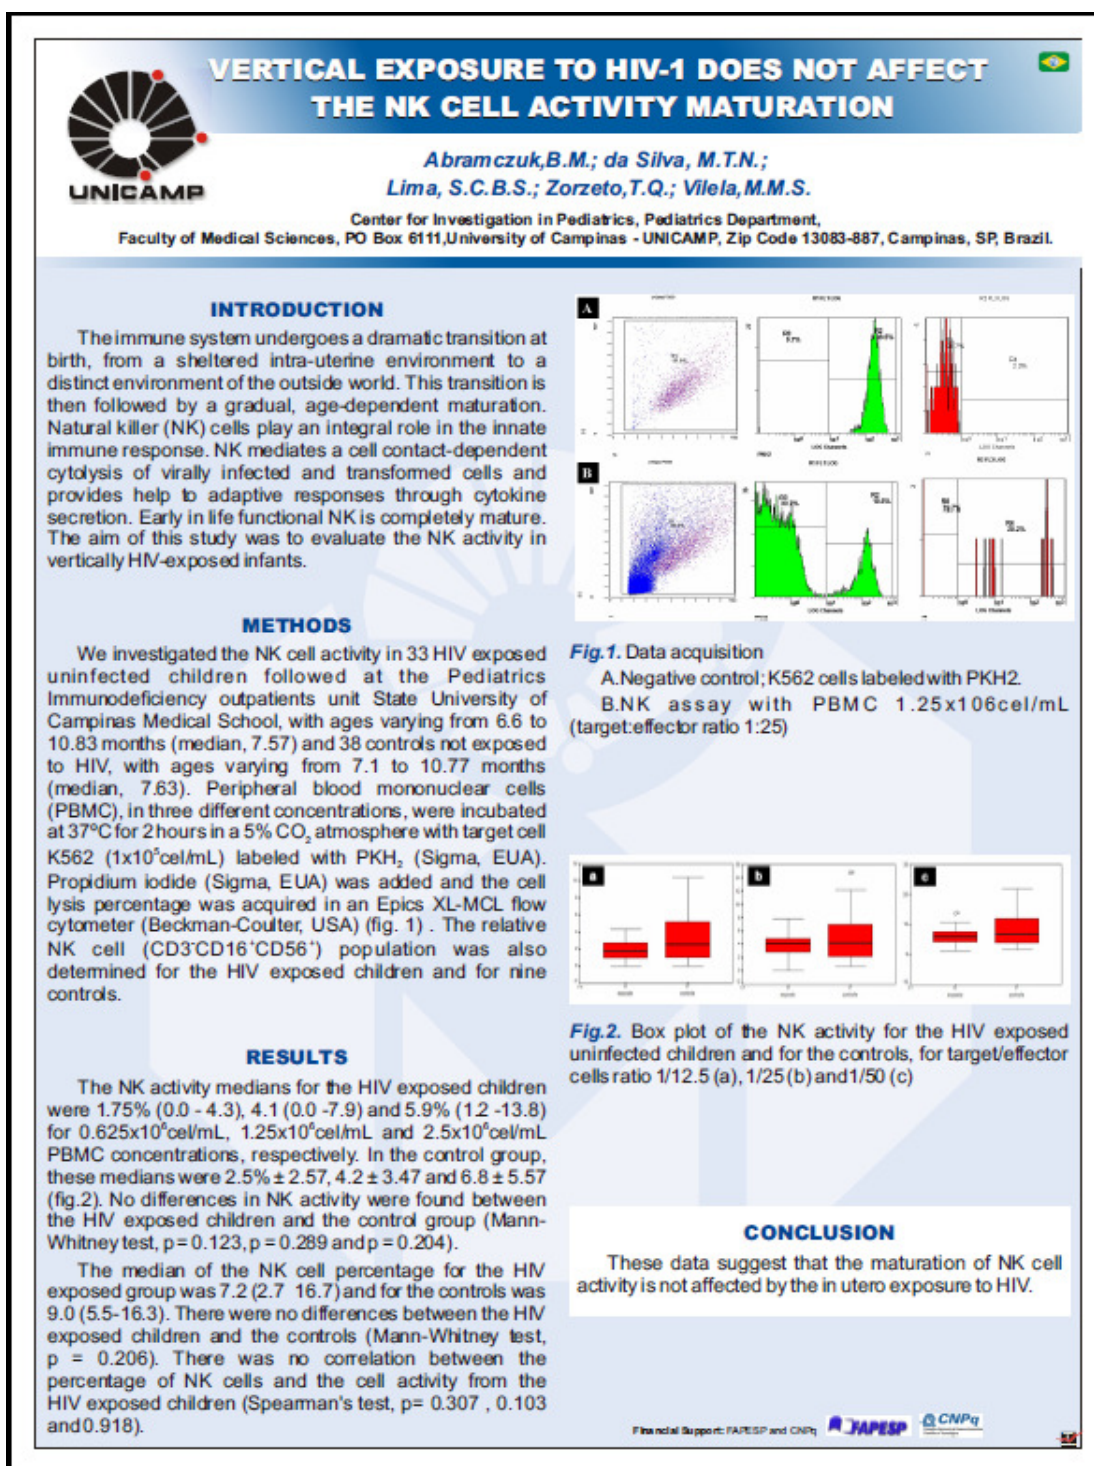 VERTICAL EXPOSURE TO HIV-1 DOES NOT AFFECT
THE NK CELL ACTIVITY MATURATION
UNICAMP
Abramczuk,B.M.; da Silva, M.T.N.;
Lima, S.C.B.S.; Zorzeto,T.Q.; Vilela,M.M.S.
Center for Investigation in Pediatrics, Pediatrics Department,
Faculty of Medical Sciences, PO Box 6111,University of Campinas - UNICAMP, Zip Code 13083-887, Campinas, SP, Brazil.
INTRODUCTION
The immune system undergoes a dramatic transition at
birth, from a sheltered intra-uterine environment to a
distinct environment of the outside world. This transition is
then followed by a gradual, age-dependent maturation.
Natural killer (NK) cells play an integral role in the innate
immune response. NK mediates a cell contact-dependent
cytolysis of virally infected and transformed cells and
provides help to adaptive responses through cytokine
secretion. Early in life functional NK is completely mature.
The aim of this study was to evaluate the NK activity in
vertically HIV-exposed infants.
METHODS
We investigated the NK cell activity in 33 HIV exposed
uninfected children followed at the Pediatrics
Immunodeficiency outpatients unit State University of
Campinas Medical School, with ages varying from 6.6 to
10.83 months (median, 7.57) and 38 controls not exposed
to HIV, with ages varying from 7.1 to 10.77 months
(median, 7.63). Peripheral blood mononuclear cells
(PBMC), in three different concentrations, were incubated
at 37ºC for 2 hours in a 5% CO₂ atmosphere with target cell
K562 (1x10⁵cel/mL) labeled with PKH₂ (Sigma, EUA).
Propidium iodide (Sigma, EUA) was added and the cell
lysis percentage was acquired in an Epics XL-MCL flow
cytometer (Beckman-Coulter, USA) (fig. 1) . The relative
NK cell (CD3⁻CD16⁺CD56⁺) population was also
determined for the HIV exposed children and for nine
controls.
RESULTS
The NK activity medians for the HIV exposed children
were 1.75% (0.0 - 4.3), 4.1 (0.0 -7.9) and 5.9% (1.2 -13.8)
for 0.625x10⁶cel/mL, 1.25x10⁶cel/mL and 2.5x10⁶cel/mL
PBMC concentrations, respectively. In the control group,
these medians were 2.5% ± 2.57, 4.2 ± 3.47 and 6.8 ± 5.57
(fig.2). No differences in NK activity were found between
the HIV exposed children and the control group (Mann-
Whitney test, p = 0.123, p = 0.289 and p = 0.204).
The median of the NK cell percentage for the HIV
exposed group was 7.2 (2.7 16.7) and for the controls was
9.0 (5.5-16.3). There were no differences between the HIV
exposed children and the controls (Mann-Whitney test,
p = 0.206). There was no correlation between the
percentage of NK cells and the cell activity from the
HIV exposed children (Spearman's test, p= 0.307 , 0.103
and 0.918).
A
B
Fig.1. Data acquisition
A.Negative control; K562 cells labeled with PKH2.
B.NK assay with PBMC 1.25x106cel/mL
(target:effector ratio 1:25)
a
b
c
Fig.2. Box plot of the NK activity for the HIV exposed
uninfected children and for the controls, for target/effector
cells ratio 1/12.5 (a), 1/25 (b) and 1/50 (c)
CONCLUSION
These data suggest that the maturation of NK cell
activity is not affected by the in utero exposure to HIV.
Financial Support: FAPESP and CNPq
FAPESP
CNPq